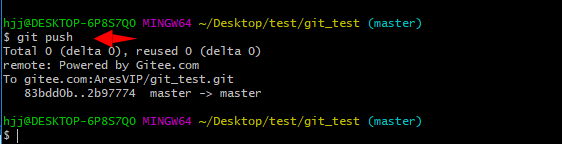 hjj@DESKTOP-6P8S7QO MINGW64 ~/Desktop/test/git_test (master)
$ git push
Total 0 (delta 0), reused 0 (delta 0)
remote: Powered by Gitee.com
To gitee.com:AresVIP/git_test.git
   83bdd0b..2b97774  master -> master
hjj@DESKTOP-6P8S7QO MINGW64 ~/Desktop/test/git_test (master)
$